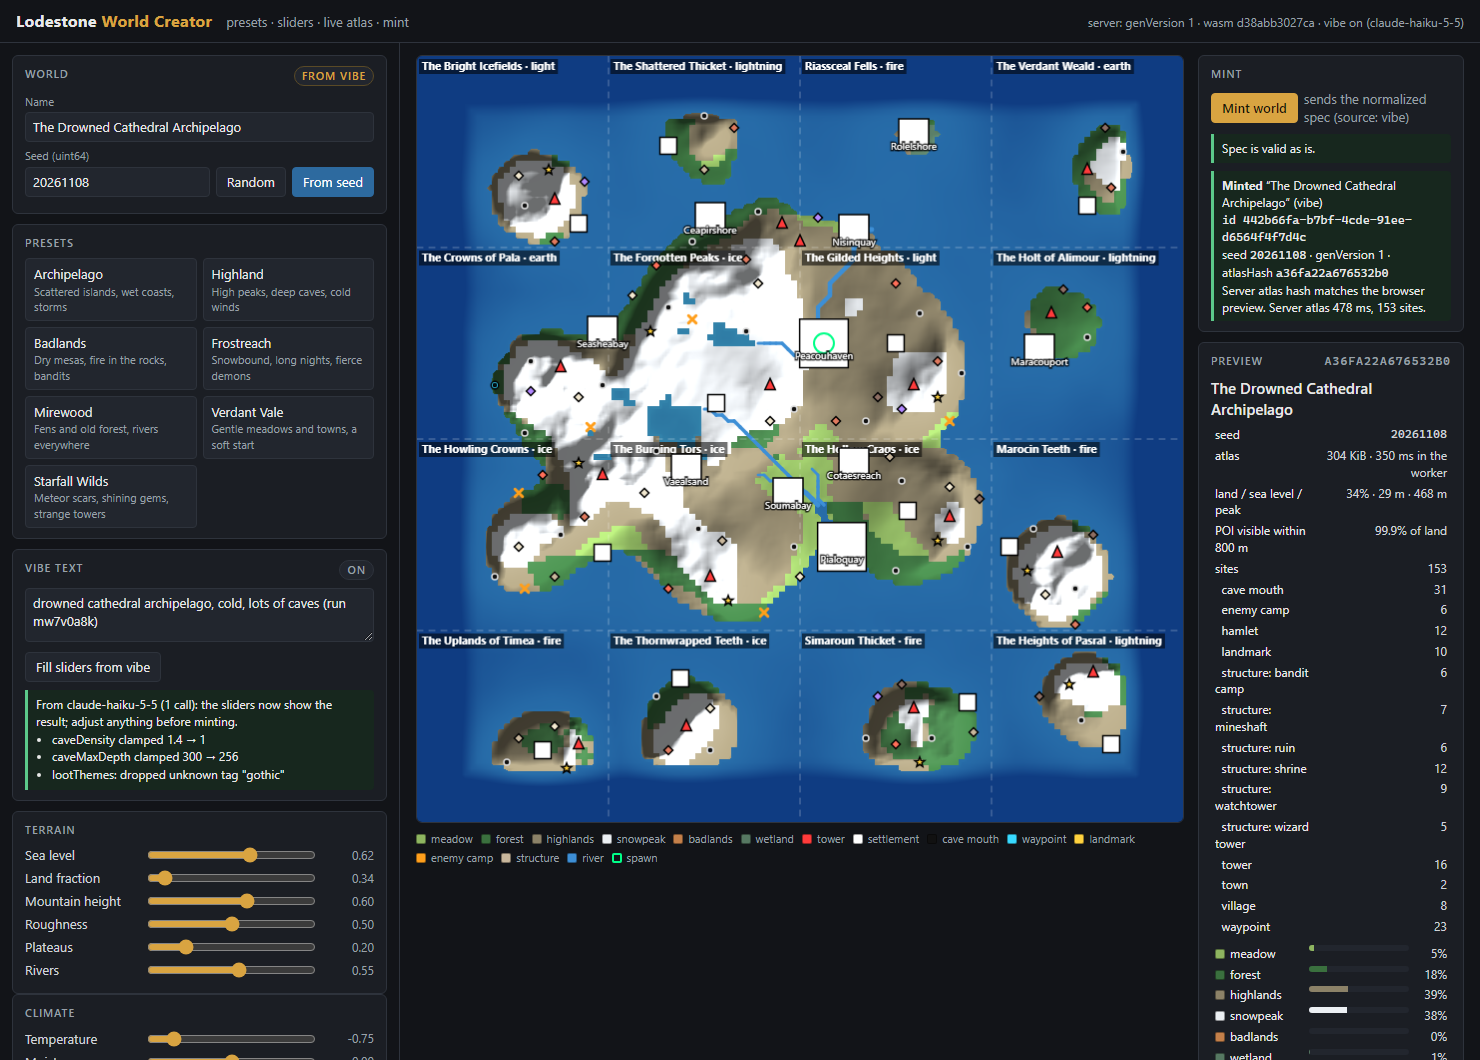 Lodestone World Creator presets · sliders · live atlas · mint
server: genVersion 1 · wasm d38abb3027ca · vibe on (claude-haiku-5-5)
WORLD
FROM VIBE
Name
The Drowned Cathedral Archipelago
Seed (uint64)
20261108
Random
From seed
PRESETS
Archipelago
Scattered islands, wet coasts,
storms
Highland
High peaks, deep caves, cold
winds
Badlands
Dry mesas, fire in the rocks,
bandits
Frostreach
Snowbound, long nights, fierce
demons
Mirewood
Fens and old forest, rivers
everywhere
Verdant Vale
Gentle meadows and towns, a
soft start
Starfall Wilds
Meteor scars, shining gems,
strange towers
VIBE TEXT
ON
drowned cathedral archipelago, cold, lots of caves (run
mw7v0a8k)
Fill sliders from vibe
From claude-haiku-5-5 (1 call): the sliders now show the
result; adjust anything before minting.
• caveDensity clamped 1.4 → 1
• caveMaxDepth clamped 300 → 256
• lootThemes: dropped unknown tag "gothic"
TERRAIN
Sea level 0.62
Land fraction 0.34
Mountain height 0.60
Roughness 0.50
Plateaus 0.20
Rivers 0.55
CLIMATE
Temperature -0.75
The Bright Icefields · light
The Shattered Thicket · lightning
Riassceal Fells · fire
The Verdant Weald · earth
Rolelshore
Ceapirshore
Nisinquay
The Crowns of Pala · earth
The Forgotten Peaks · ice
The Gilded Heights · light
The Holt of Alimour · lightning
Seasheabay
Peacouhaven
Maracouport
The Howling Crowns · ice
The Burning Tors · ice
Crags · ice
Marocin Teeth · fire
Vaealsand
Cotaesreach
Soumabay
Pialoquay
The Uplands of Timea · fire
The Thornwrapped Teeth · ice
Simaroun Thicket · fire
The Heights of Pasral · lightning
meadow forest highlands snowpeak badlands wetland tower settlement cave mouth waypoint landmark
enemy camp structure river spawn
MINT
Mint world
sends the normalized
spec (source: vibe)
Spec is valid as is.
Minted "The Drowned Cathedral
Archipelago" (vibe)
id 442b66fa-b7bf-4cde-91ee-
d6564f4f7d4c
seed 20261108 · genVersion 1 ·
atlasHash a36fa22a676532b0
Server atlas hash matches the browser
preview. Server atlas 478 ms, 153 sites.
PREVIEW
A36FA22A676532B0
The Drowned Cathedral
Archipelago
seed 20261108
atlas 304 KiB · 350 ms in the
worker
land / sea level / 34% · 29 m · 468 m
peak
POI visible within 99.9% of land
800 m
sites 153
cave mouth 31
enemy camp 6
hamlet 12
landmark 10
structure: bandit 6
camp
structure: 7
mineshaft
structure: ruin 6
structure: shrine 12
structure: 9
watchtower
structure: wizard 5
tower
tower 16
town 2
village 8
waypoint 23
meadow 5%
forest 18%
highlands 39%
snowpeak 38%
badlands 0%
wetland 1%